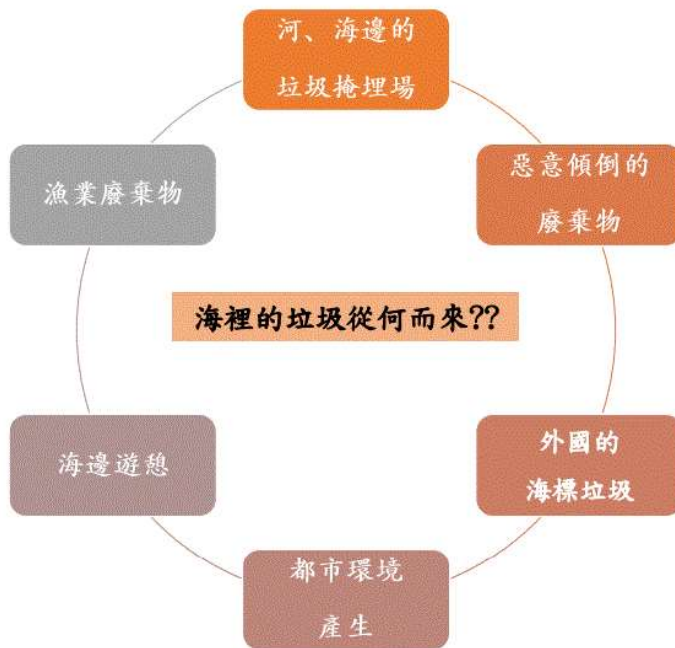 河、海邊的
垃圾掩埋場
惡意傾倒的
廢棄物
外國的
海標垃圾
都市環境
產生
海邊遊憩
漁業廢棄物
海裡的垃圾從何而來??